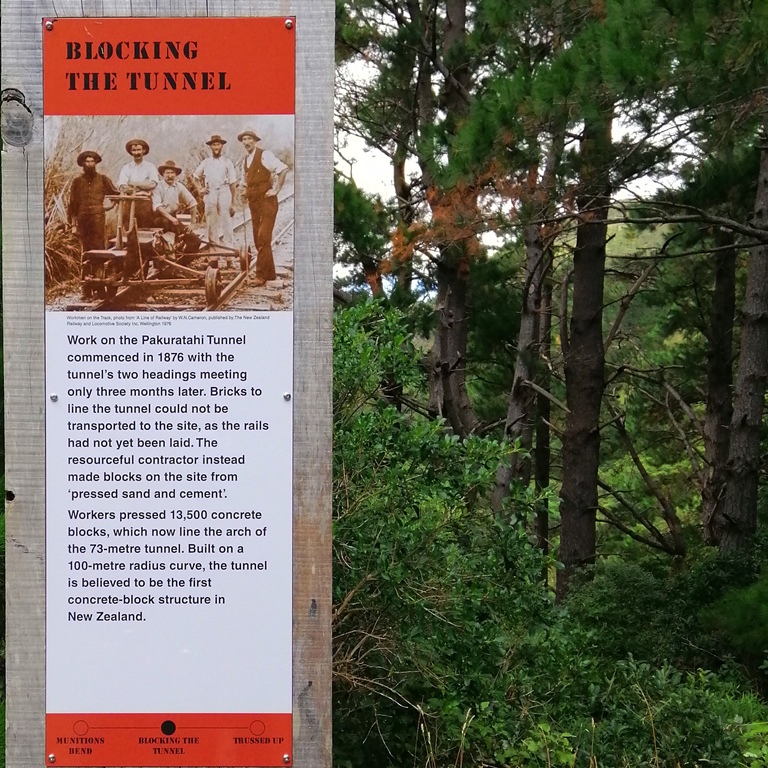 BLOCKING
THE TUNNEL
Workmen on the Track, photo from 'A Line of Railway' by W.N.Cameron, published by The New Zealand
Railway and Locomotive Society Inc, Wellington 1976
Work on the Pakuratahi Tunnel
commenced in 1876 with the
tunnel's two headings meeting
only three months later. Bricks to
line the tunnel could not be
transported to the site, as the rails
had not yet been laid. The
resourceful contractor instead
made blocks on the site from
'pressed sand and cement'.
Workers pressed 13,500 concrete
blocks, which now line the arch of
the 73-metre tunnel. Built on a
100-metre radius curve, the tunnel
is believed to be the first
concrete-block structure in
New Zealand.
MUNITIONS
BEND
BLOCKING THE
TUNNEL
TRUSSED UP